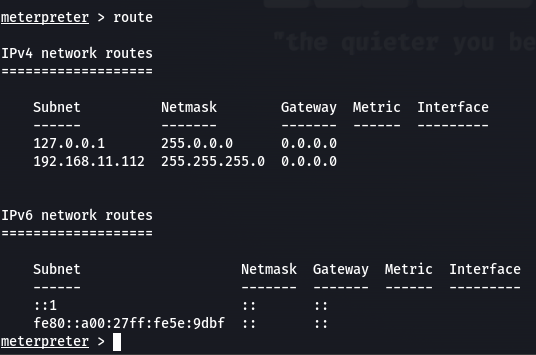 meterpreter > route
"the quieter you be
IPv4 network routes
===================
Subnet Netmask Gateway Metric Interface
------ ------- ------- ------ ---------
127.0.0.1 255.0.0.0 0.0.0.0
192.168.11.112 255.255.255.0 0.0.0.0
IPv6 network routes
===================
Subnet Netmask Gateway Metric Interface
------ ------- ------- ------ ---------
::1 :: ::
fe80::a00:27ff:fe5e:9dbf :: ::
meterpreter >